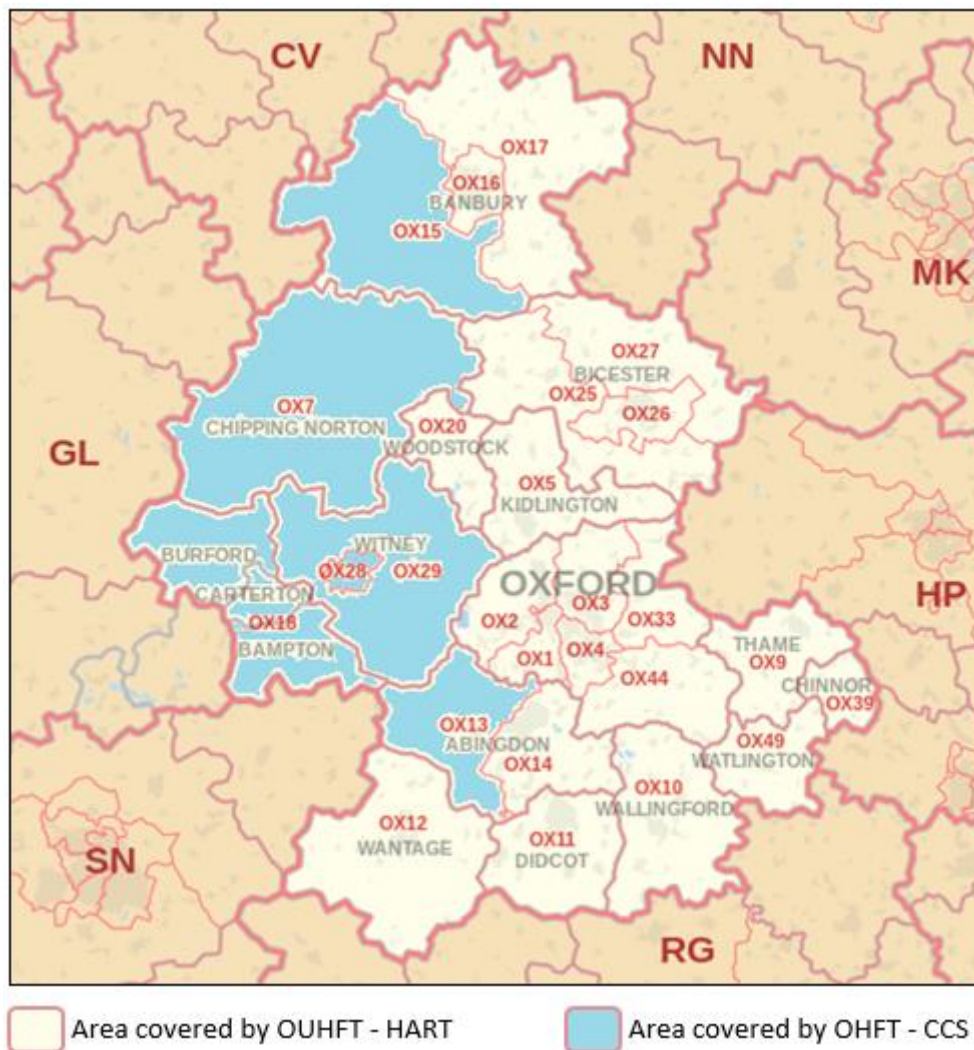 CV
NN
OX17
OX16
BANBURY
OX15
MK
OX27
BICESTER
OX25
OX7
OX26
CHIPPING NORTON
OX20
WOODSTOCK
GL
OX5
KIDLINGTON
WITNEY
BURFORD
OX28
OX29
OXFORD
CARTERTON
HP
OX3
OX18
OX2
OX33
BAMPTON
THAME
OX1
OX4
OX9
OX44
CHINNOR
OX39
OX13
ABINGDON
OX49
WATLINGTON
OX14
OX10
WALLINGFORD
OX12
WANTAGE
OX11
DIDCOT
SN
RG
Area covered by OUHFT - HART
Area covered by OHFT - CCS